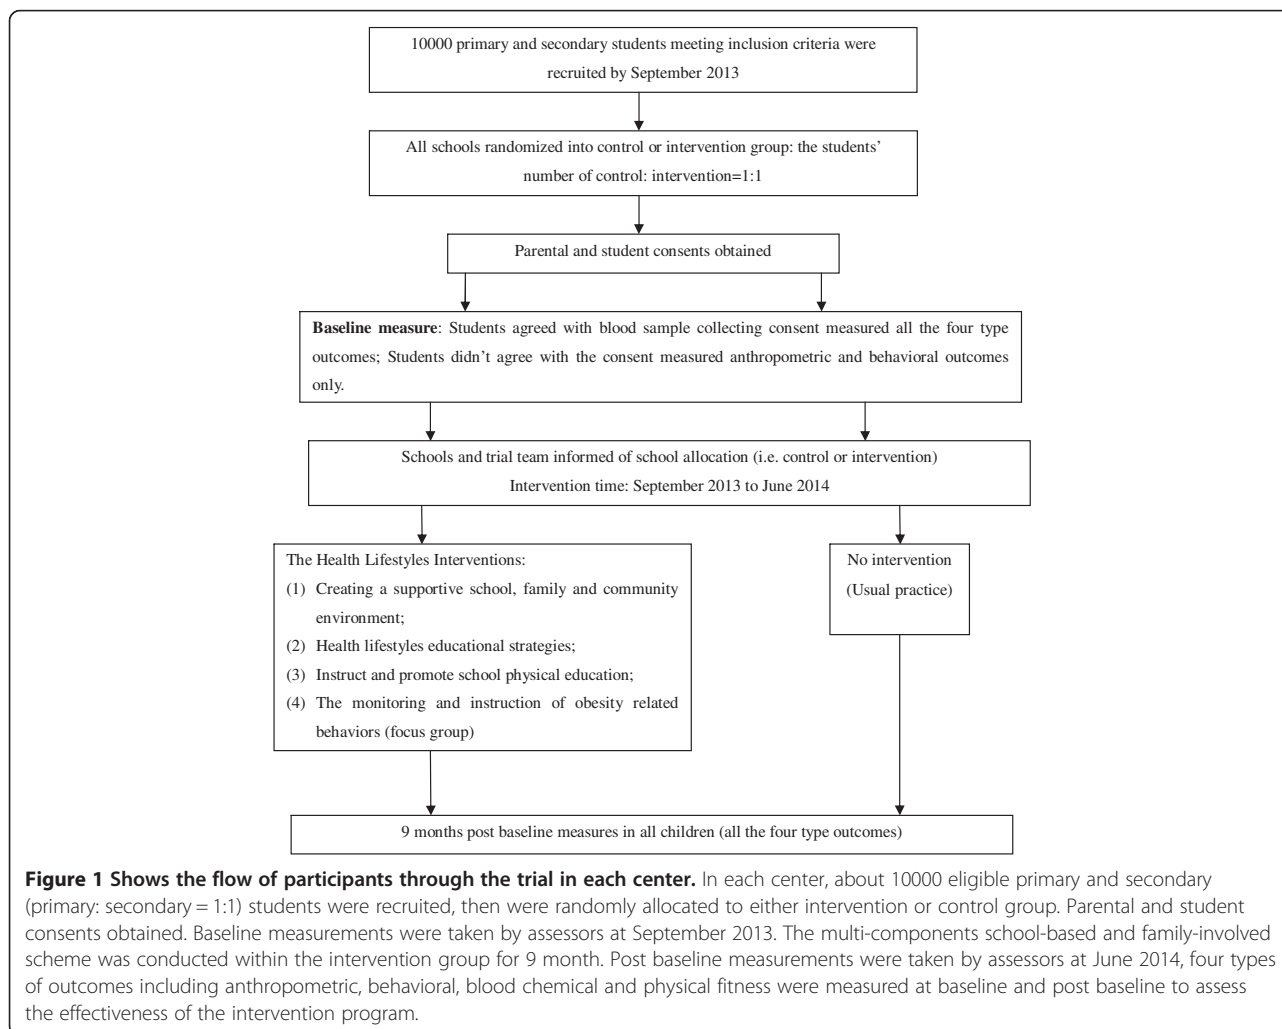 10000 primary and secondary students meeting inclusion criteria were
recruited by September 2013
All schools randomized into control or intervention group: the students'
number of control: intervention=1:1
Parental and student consents obtained
Baseline measure: Students agreed with blood sample collecting consent measured all the four type
outcomes; Students didn't agree with the consent measured anthropometric and behavioral outcomes
only.
Schools and trial team informed of school allocation (i.e. control or intervention)
Intervention time: September 2013 to June 2014
The Health Lifestyles Interventions:
(1) Creating a supportive school, family and community
environment;
(2) Health lifestyles educational strategies;
(3) Instruct and promote school physical education;
(4) The monitoring and instruction of obesity related
behaviors (focus group)
No intervention
(Usual practice)
9 months post baseline measures in all children (all the four type outcomes)
Figure 1 Shows the flow of participants through the trial in each center. In each center, about 10000 eligible primary and secondary
(primary: secondary = 1:1) students were recruited, then were randomly allocated to either intervention or control group. Parental and student
consents obtained. Baseline measurements were taken by assessors at September 2013. The multi-components school-based and family-involved
scheme was conducted within the intervention group for 9 month. Post baseline measurements were taken by assessors at June 2014, four types
of outcomes including anthropometric, behavioral, blood chemical and physical fitness were measured at baseline and post baseline to assess
the effectiveness of the intervention program.